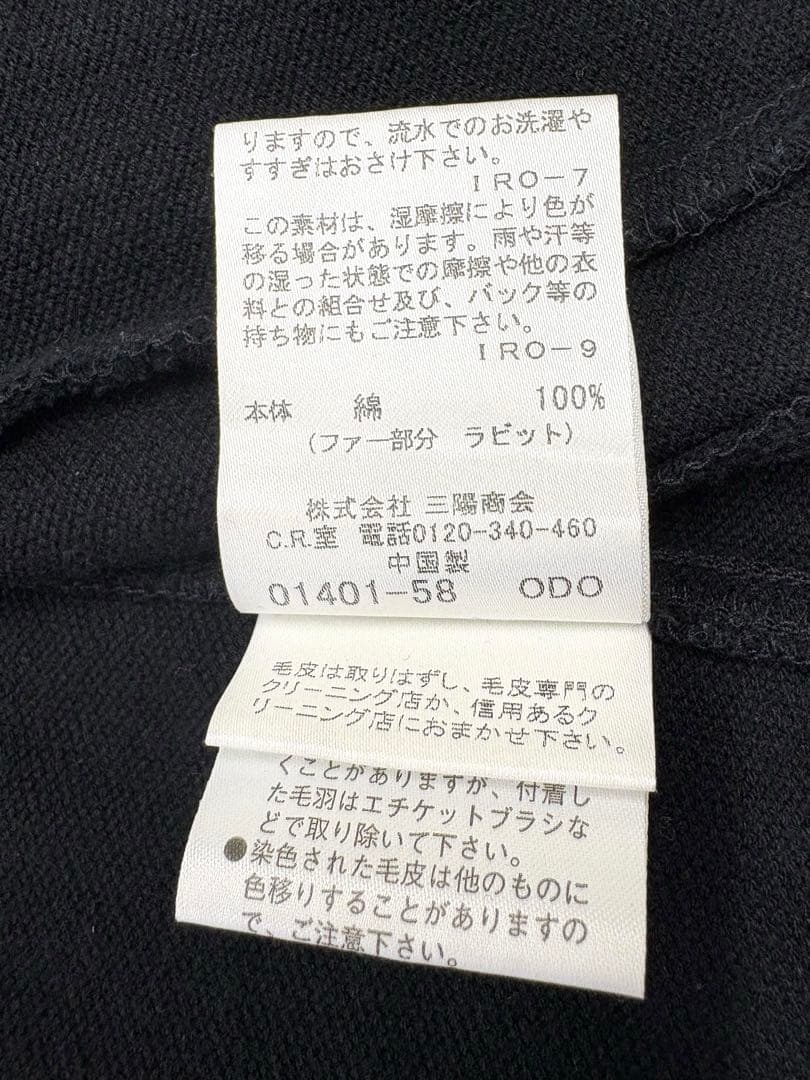 りますので、流水でのお洗濯や
すすぎはおさけ下さい。
IRO-7
この素材は、湿摩擦により色が
移る場合があります。雨や汗等
の湿った状態での摩擦や他の衣
料との組合せ及び、バック等の
持ち物にもご注意下さい。
IRO-9
本体 綿 100%
(ファー部分 ラビット)
株式会社 三陽商会
C.R.室 電話0120-340-460
中国製
01401-58 ODO
毛皮は取りはずし、毛皮専門の
クリーニング店か、信用あるク
リーニング店におまかせ下さい。
くことがありますが、付着し
た毛羽はエチケットブラシな
どで取り除いて下さい。
●染色された毛皮は他のものに
色移りすることがありますの
で、ご注意下さい。